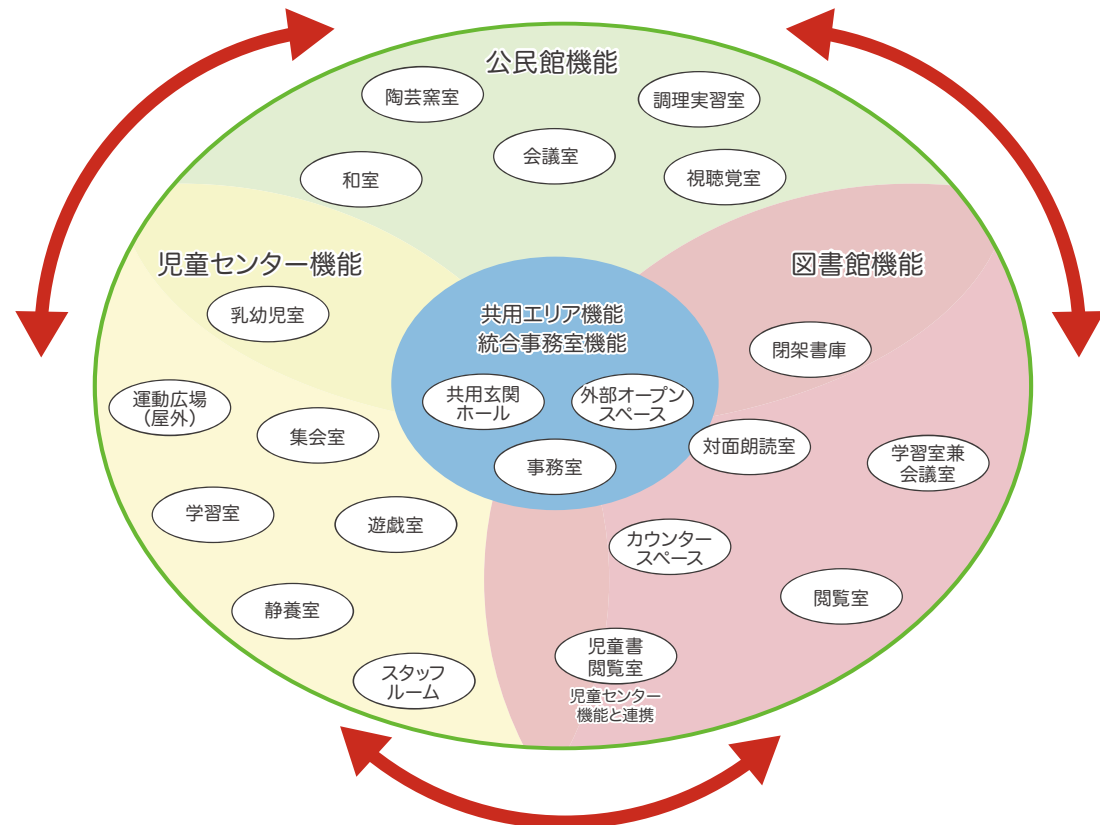 公民館機能
陶芸窯室
調理実習室
会議室
和室
視聴覚室
児童センター機能
乳幼児室
運動広場
（屋外）
集会室
学習室
遊戯室
静養室
スタッフ
ルーム
共用エリア機能
統合事務室機能
共用玄関
ホール
外部オープン
スペース
事務室
図書館機能
閉架書庫
対面朗読室
学習室兼
会議室
カウンター
スペース
閲覧室
児童書
閲覧室
児童センター
機能と連携